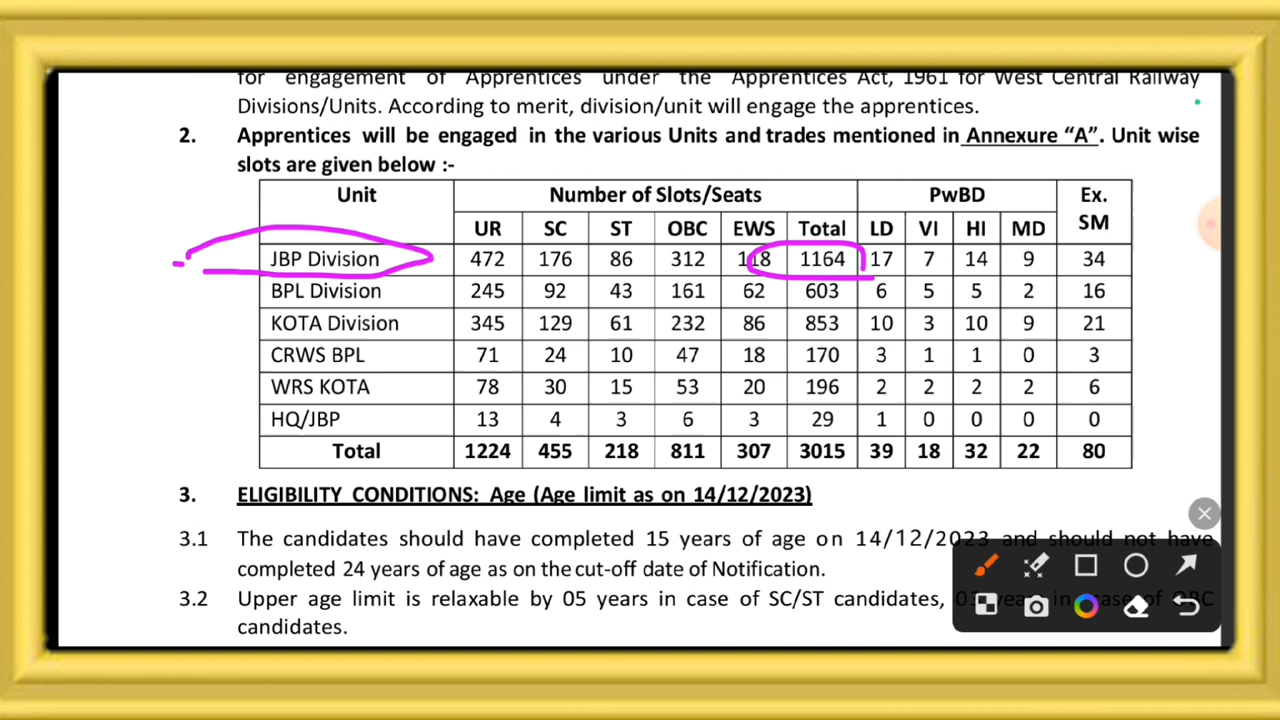 for engagement of Apprentices under the Apprentices Act, 1961 for West Central Railway
Divisions/Units. According to merit, division/unit will engage the apprentices.
2. Apprentices will be engaged in the various Units and trades mentioned in Annexure “A”. Unit wise
slots are given below :-
Unit Number of Slots/Seats PwBD Ex. SM
UR SC ST OBC EWS Total LD VI HI MD
JBP Division 472 176 86 312 118 1164 17 7 14 9 34
BPL Division 245 92 43 161 62 603 6 5 5 2 16
KOTA Division 345 129 61 232 86 853 10 3 10 9 21
CRWS BPL 71 24 10 47 18 170 3 1 1 0 3
WRS KOTA 78 30 15 53 20 196 2 2 2 2 6
HQ/JBP 13 4 3 6 3 29 1 0 0 0 0
Total 1224 455 218 811 307 3015 39 18 32 22 80
3. ELIGIBILITY CONDITIONS: Age (Age limit as on 14/12/2023)
3.1 The candidates should have completed 15 years of age on 14/12/2023 and should not have
completed 24 years of age as on the cut-off date of Notification.
3.2 Upper age limit is relaxable by 05 years in case of SC/ST candidates, 03 years in case of OBC
candidates.